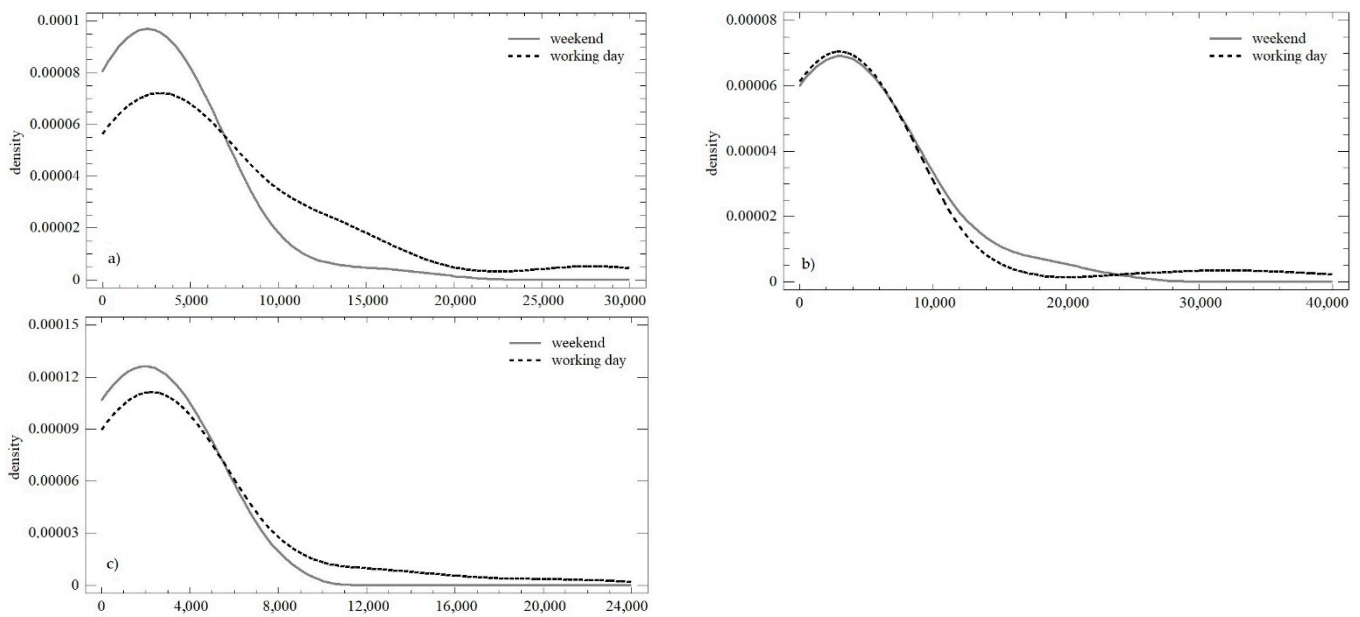 0.0001
0.00008
0.00006
0.00004
0.00002
0
density
a)
weekend
working day
0 5,000 10,000 15,000 20,000 25,000 30,000
0.00008
0.00006
0.00004
0.00002
0
density
b)
weekend
working day
0 10,000 20,000 30,000 40,000
0.00015
0.00012
0.00009
0.00006
0.00003
0
density
c)
weekend
working day
0 4,000 8,000 12,000 16,000 20,000 24,000